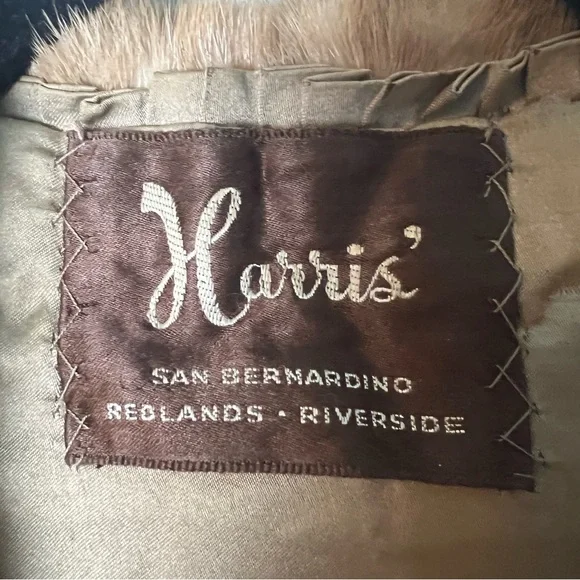 Harris'
SAN BERNARDINO
REDLANDS · RIVERSIDE